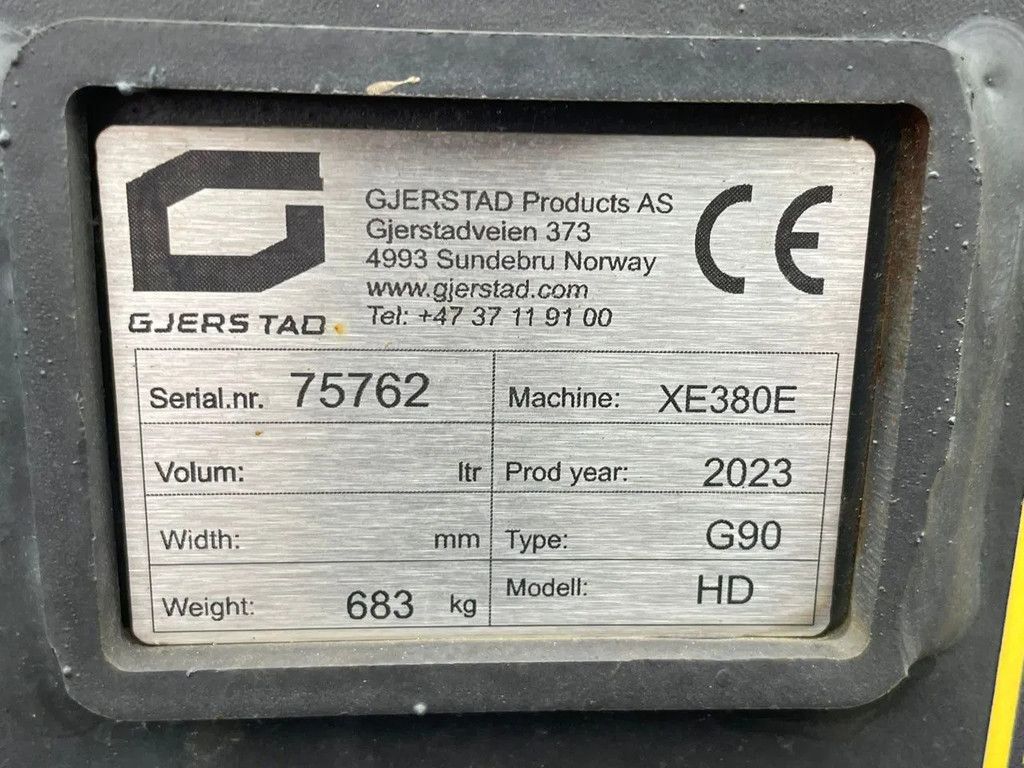 GJERSTAD
GJERSTAD Products AS
Gjerstadveien 373
4993 Sundebru Norway
www.gjerstad.com
Tel: +47 37 11 91 00
CE
Serial.nr. 75762 Machine: XE380E
Volum: ltr Prod year: 2023
Width: mm Type: G90
Weight: 683 kg Modell: HD